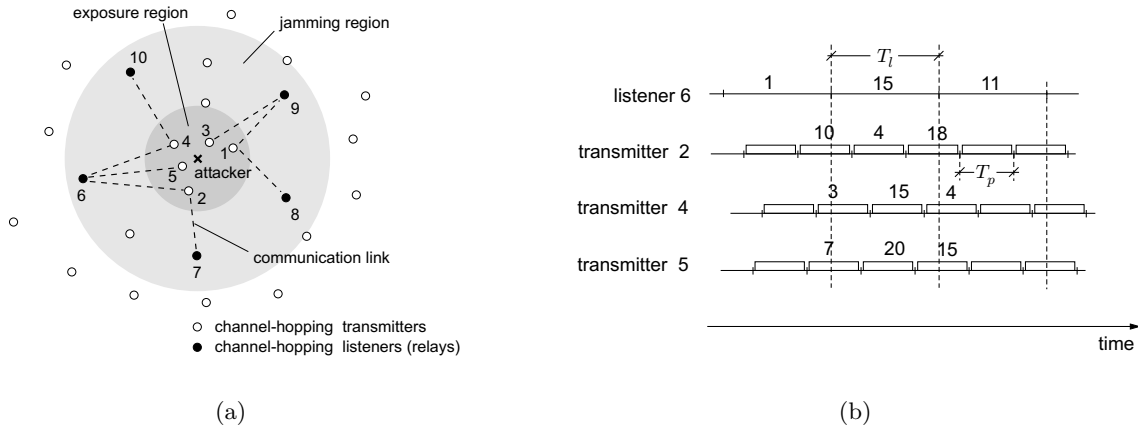 exposure region
jamming region
10
9
3
4
1
attacker
5
6
2
8
7
communication link
channel-hopping transmitters
channel-hopping listeners (relays)
(a)
T_l
listener 6 1 15 11
transmitter 2 10 4 18
T_p
transmitter 4 3 15 4
transmitter 5 7 20 15
time
(b)